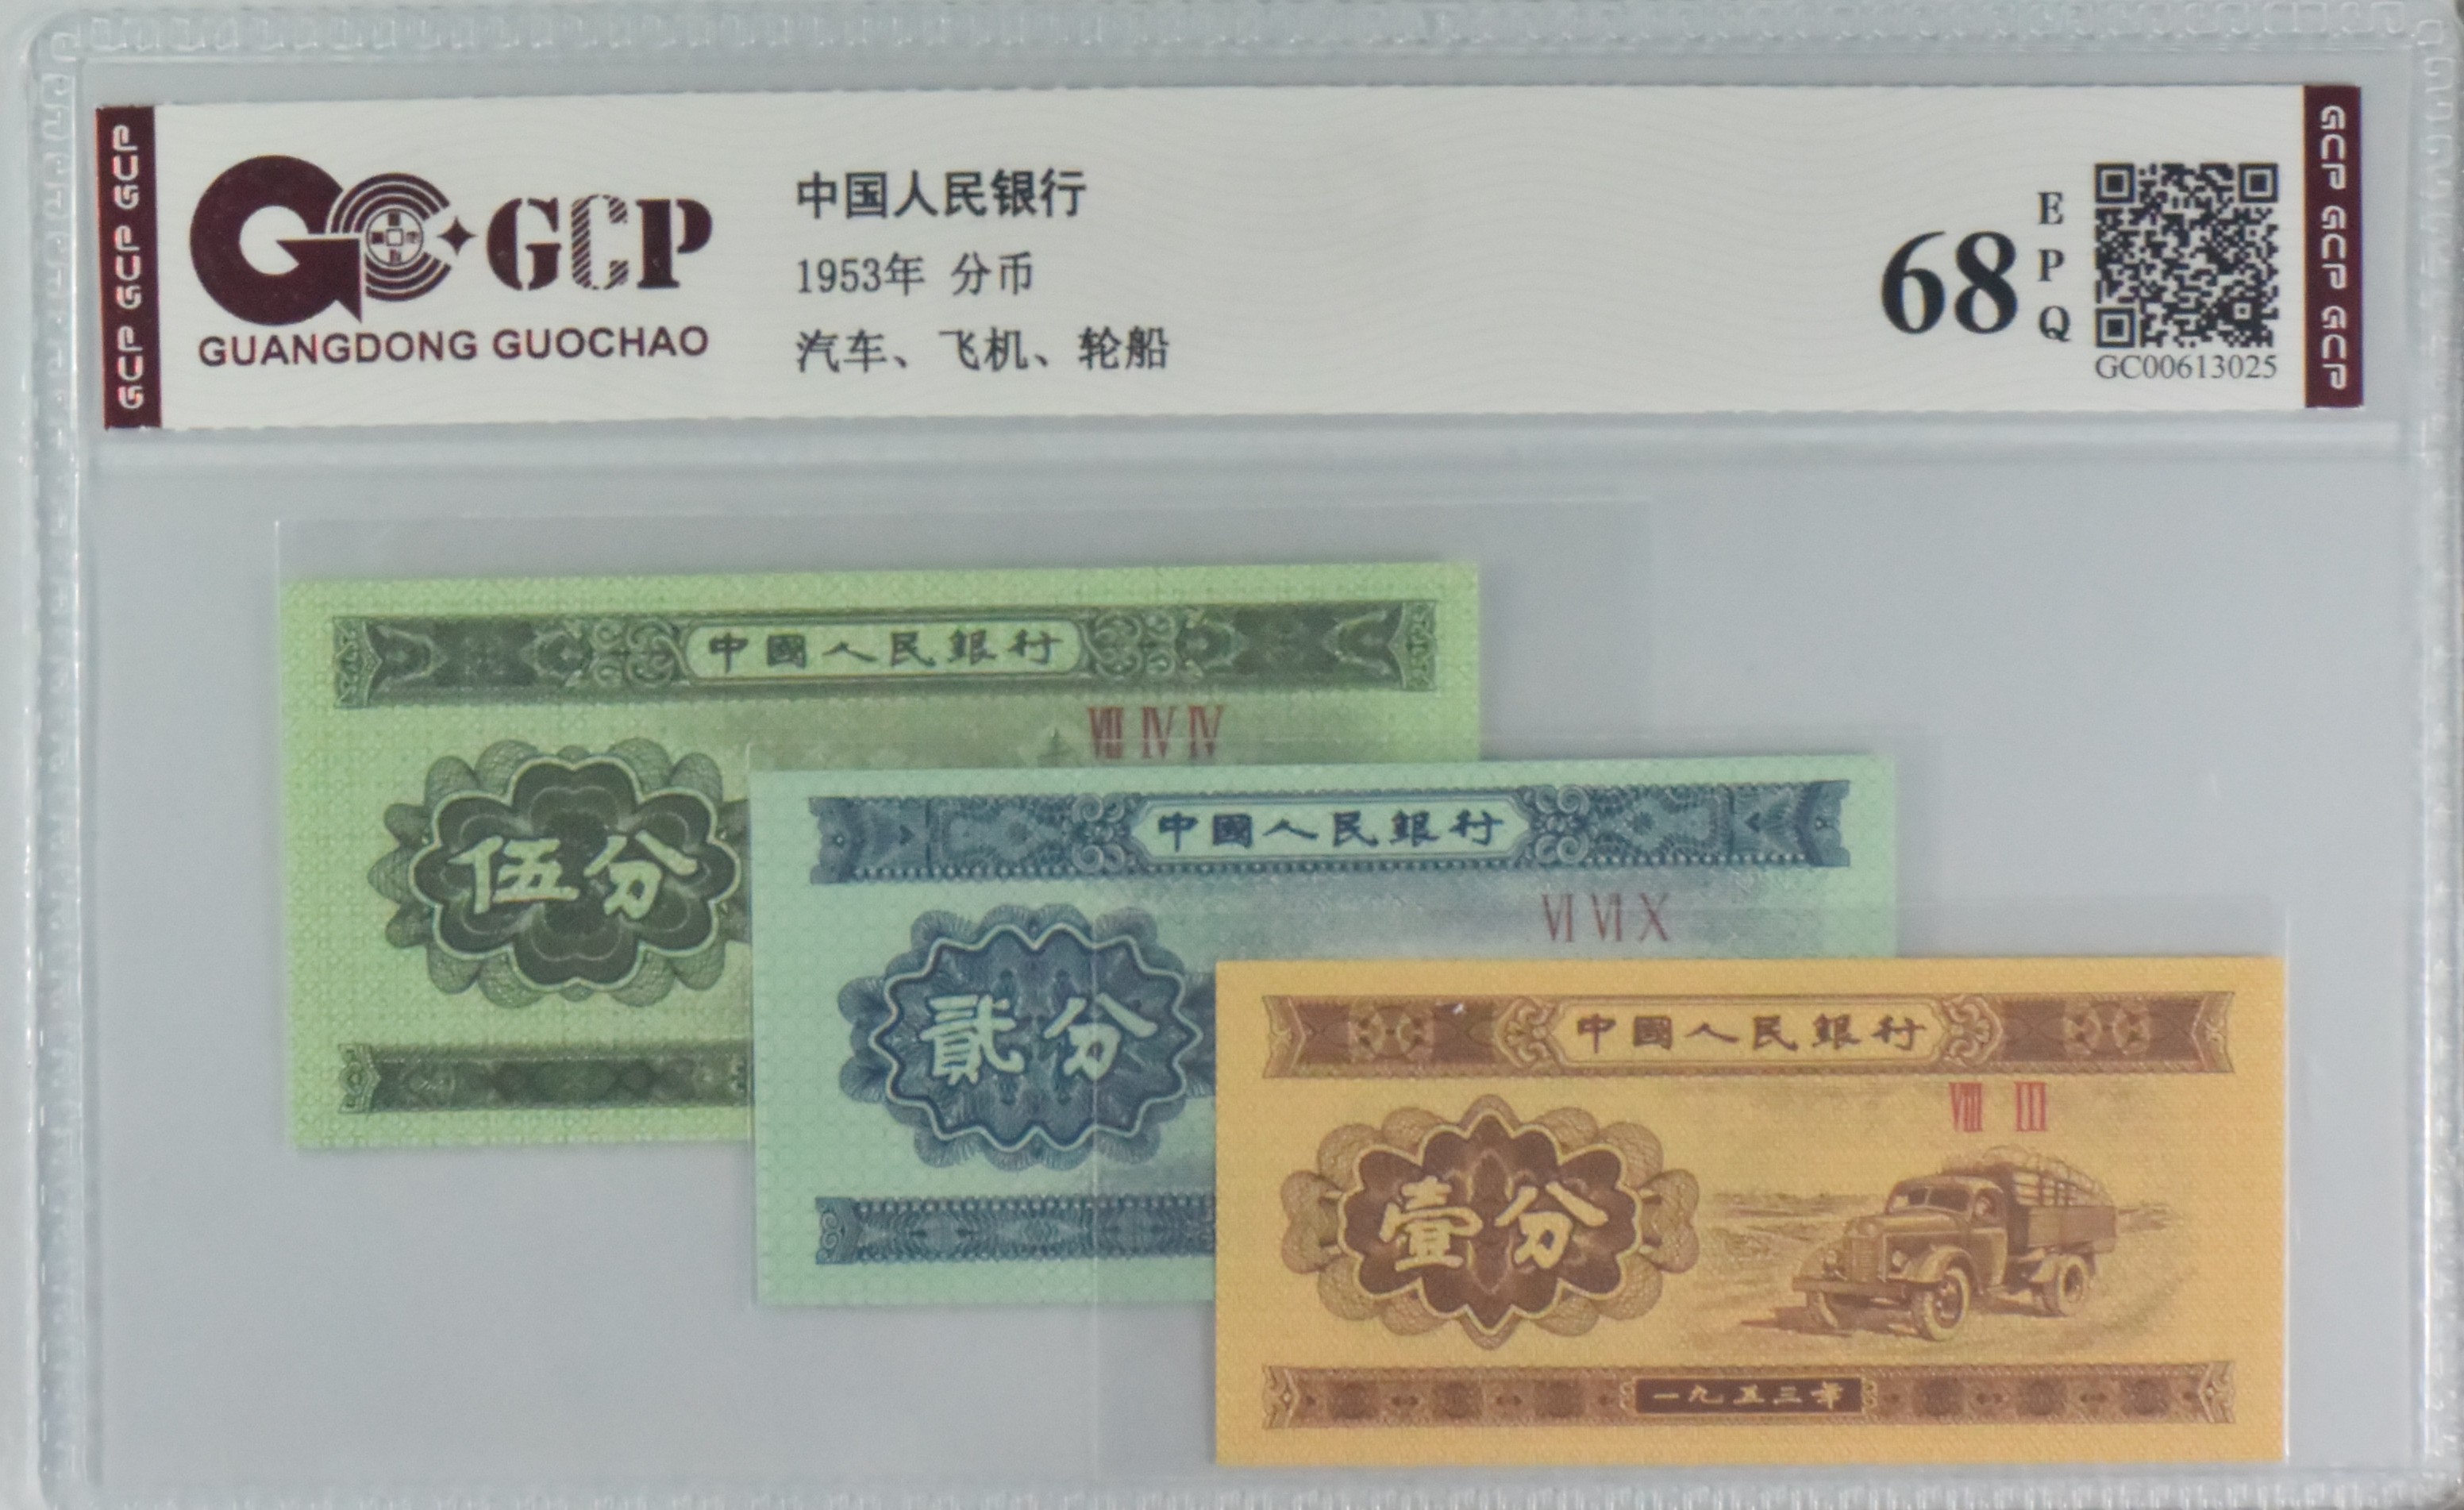 GCP GCP GCP
GCP
GUANGDONG GUOCHAO
中国人民银行
1953年 分币
汽车、飞机、轮船
68
EPQ
GC00613025
GCP GCP GCP
中國人民銀行
VII IV IV
伍分
中國人民銀行
VI VI X
貳分
中國人民銀行
VIII III
壹分
一九五三年